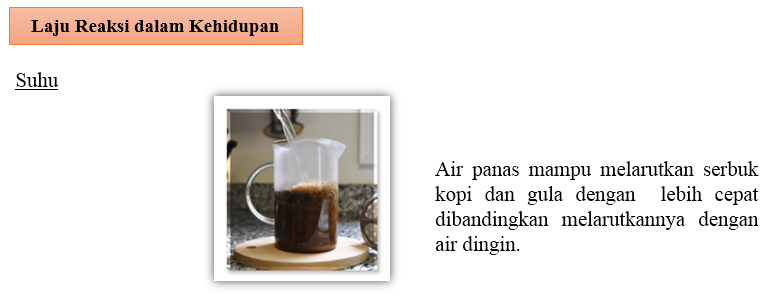 Laju Reaksi dalam Kehidupan
Suhu
Air panas mampu melarutkan serbuk
kopi dan gula dengan lebih cepat
dibandingkan melarutkannya dengan
air dingin.